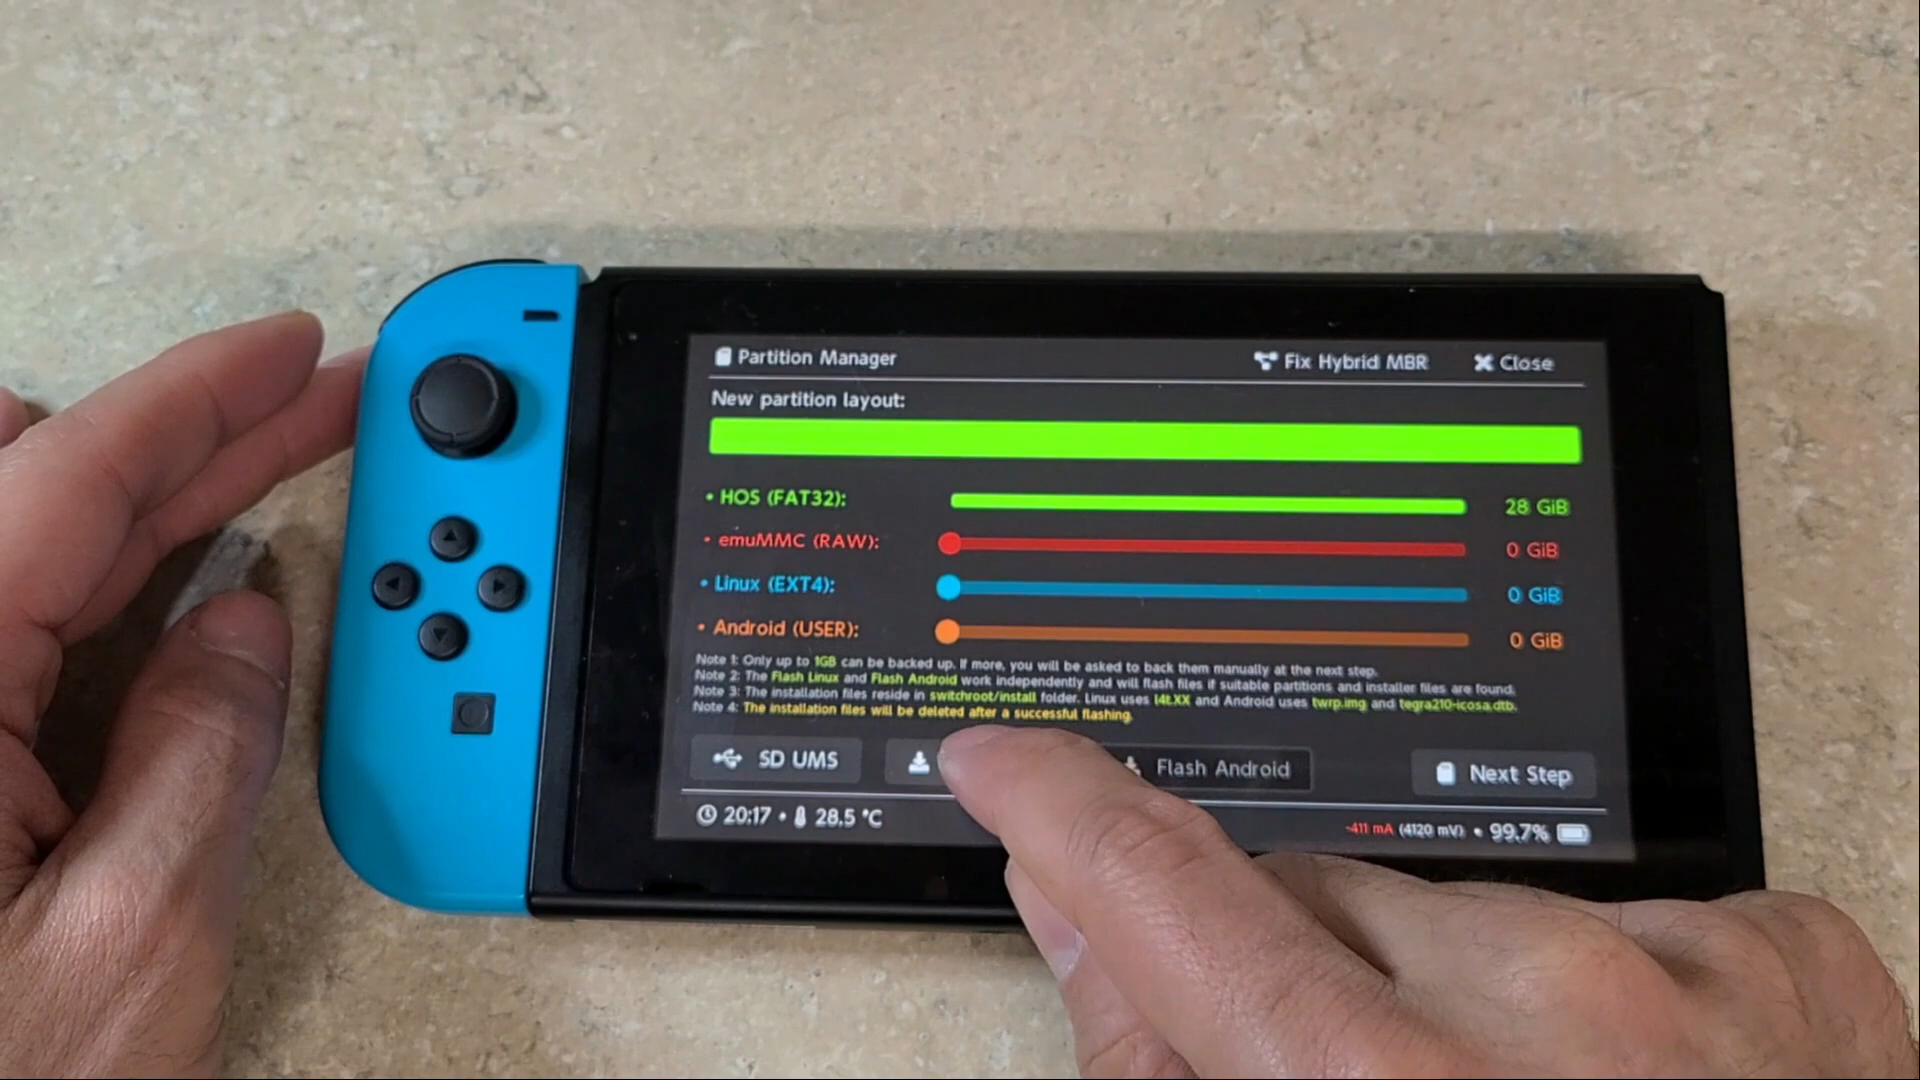 Partition Manager Fix Hybrid MBR Close
New partition layout:
• HOS (FAT32): 28 GiB
• emuMMC (RAW): 0 GiB
• Linux (EXT4): 0 GiB
• Android (USER): 0 GiB
Note 1: Only up to 1GB can be backed up. If more, you will be asked to back them manually at the next step.
Note 2: The Flash Linux and Flash Android work independently and will flash files if suitable partitions and installer files are found.
Note 3: The installation files reside in switchroot/install folder. Linux uses l4t.XX and Android uses twrp.img and tegra210-icosa.dtb.
Note 4: The installation files will be deleted after a successful flashing.
SD UMS Flash Android Next Step
20:17 • 28.5 °C -411 mA (4120 mV) • 99.7%